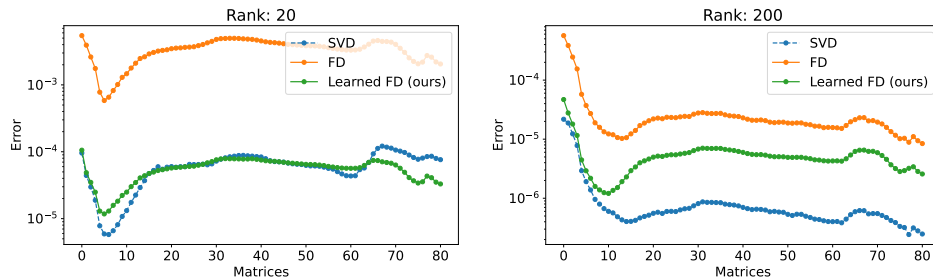 Rank: 20
SVD
FD
Learned FD (ours)
10⁻³
10⁻⁴
10⁻⁵
Error
0 10 20 30 40 50 60 70 80
Matrices
Rank: 200
SVD
FD
Learned FD (ours)
10⁻⁴
10⁻⁵
10⁻⁶
Error
0 10 20 30 40 50 60 70 80
Matrices